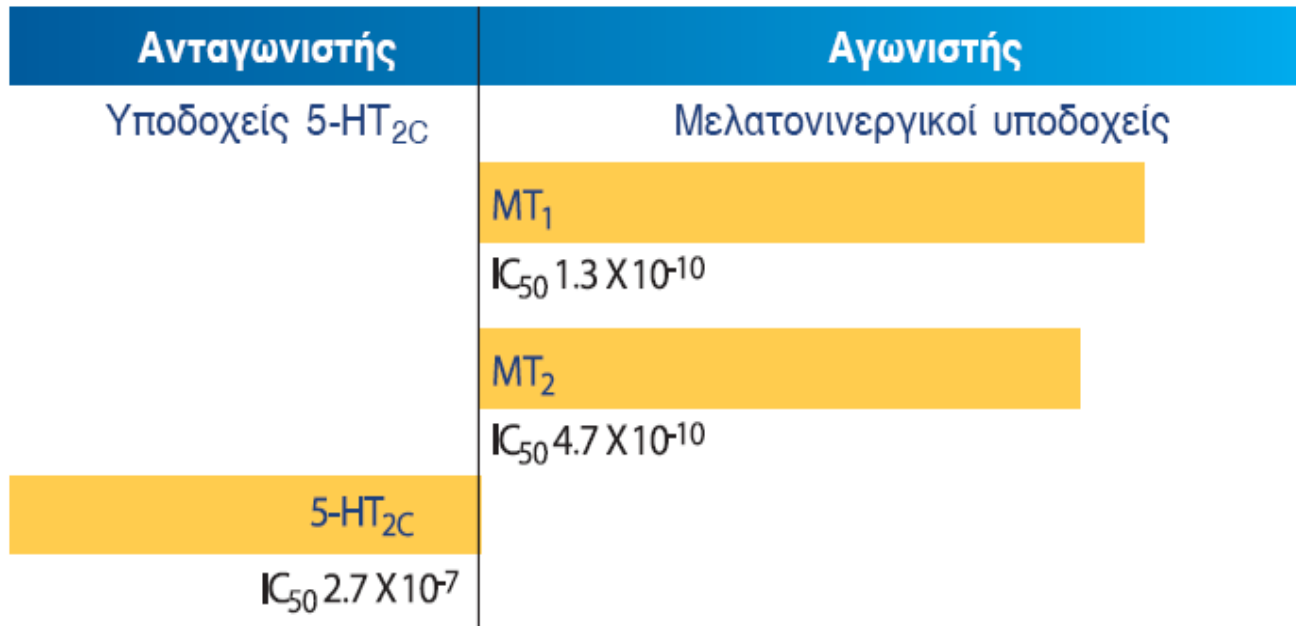 Ανταγωνιστής
Αγωνιστής
Υποδοχείς 5-HT₂C
Μελατονινεργικοί υποδοχείς
MT₁
IC₅₀ 1.3 X 10⁻¹⁰
MT₂
IC₅₀ 4.7 X 10⁻¹⁰
5-HT₂C
IC₅₀ 2.7 X 10⁻⁷